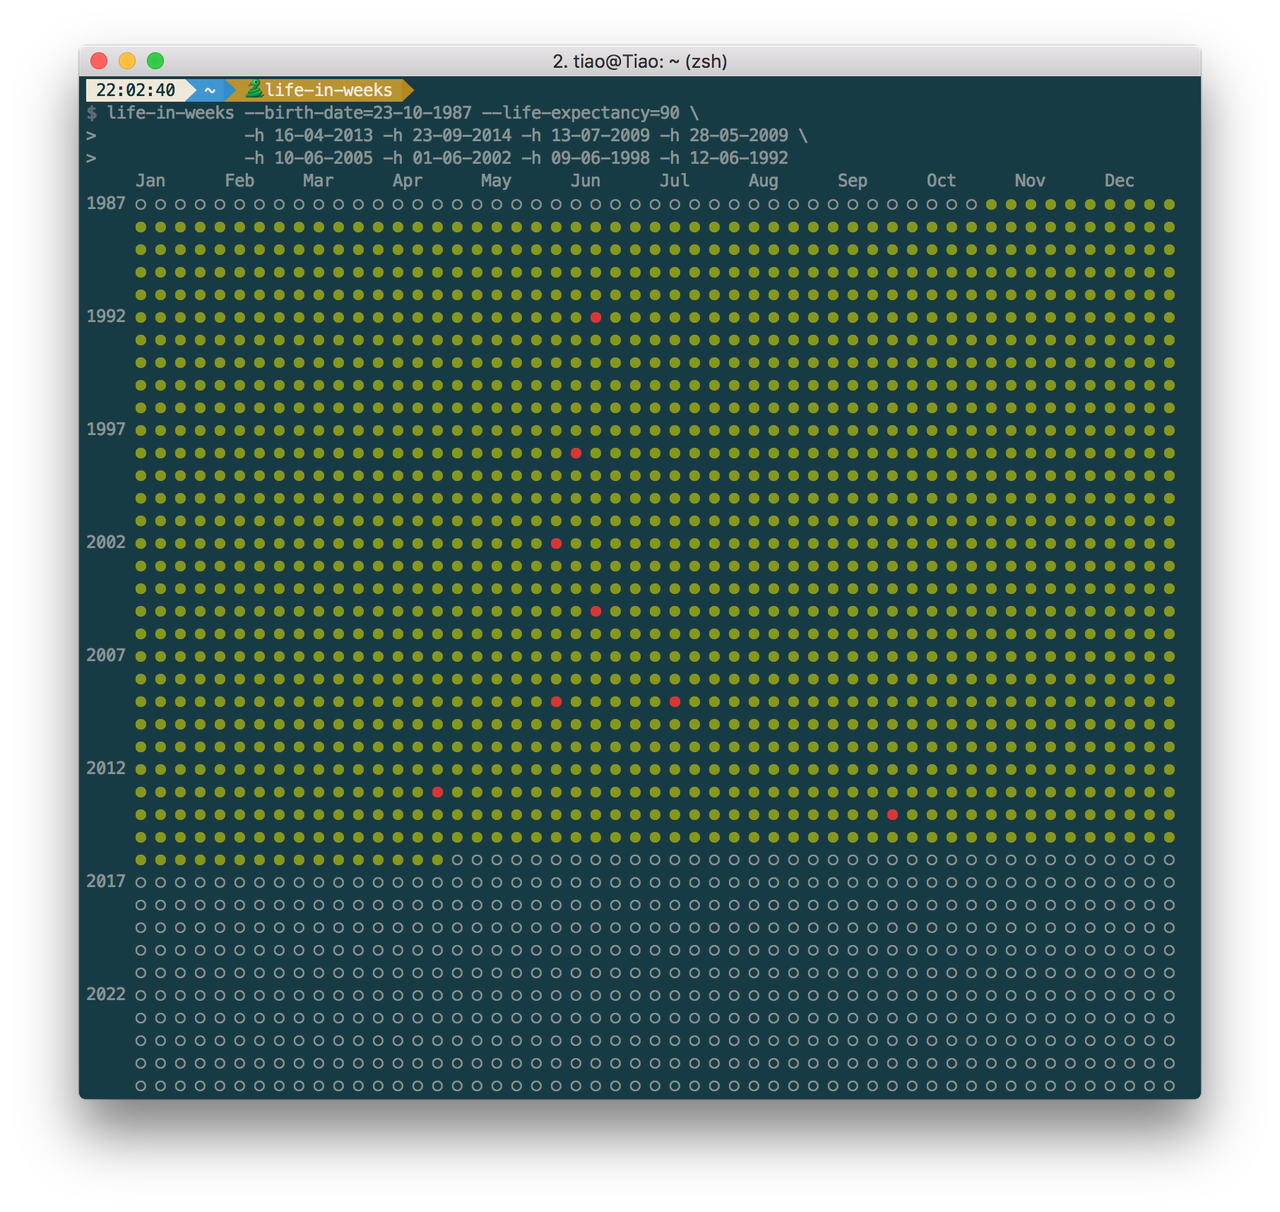 2. tiao@Tiao: ~ (zsh)
22:02:40 ~ life-in-weeks
$ life-in-weeks --birth-date=23-10-1987 --life-expectancy=90 \
> -h 16-04-2013 -h 23-09-2014 -h 13-07-2009 -h 28-05-2009 \
> -h 10-06-2005 -h 01-06-2002 -h 09-06-1998 -h 12-06-1992
Jan Feb Mar Apr May Jun Jul Aug Sep Oct Nov Dec
1987
1992
1997
2002
2007
2012
2017
2022